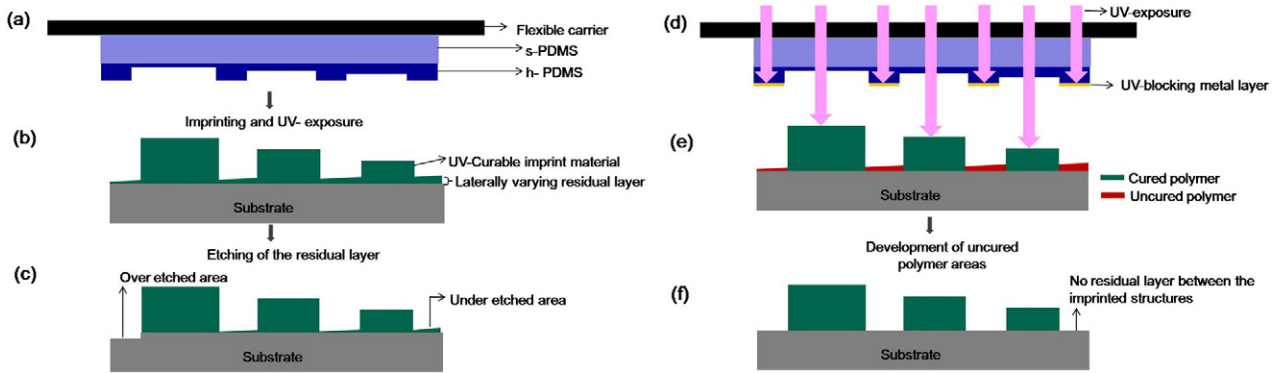 (a)
Flexible carrier
s-PDMS
h- PDMS
Imprinting and UV- exposure
(b)
UV-Curable imprint material
Laterally varying residual layer
Substrate
Etching of the residual layer
(c)
Over etched area
Under etched area
Substrate
(d)
UV-exposure
UV-blocking metal layer
(e)
Cured polymer
Uncured polymer
Substrate
Development of uncured
polymer areas
(f)
No residual layer between the
imprinted structures
Substrate